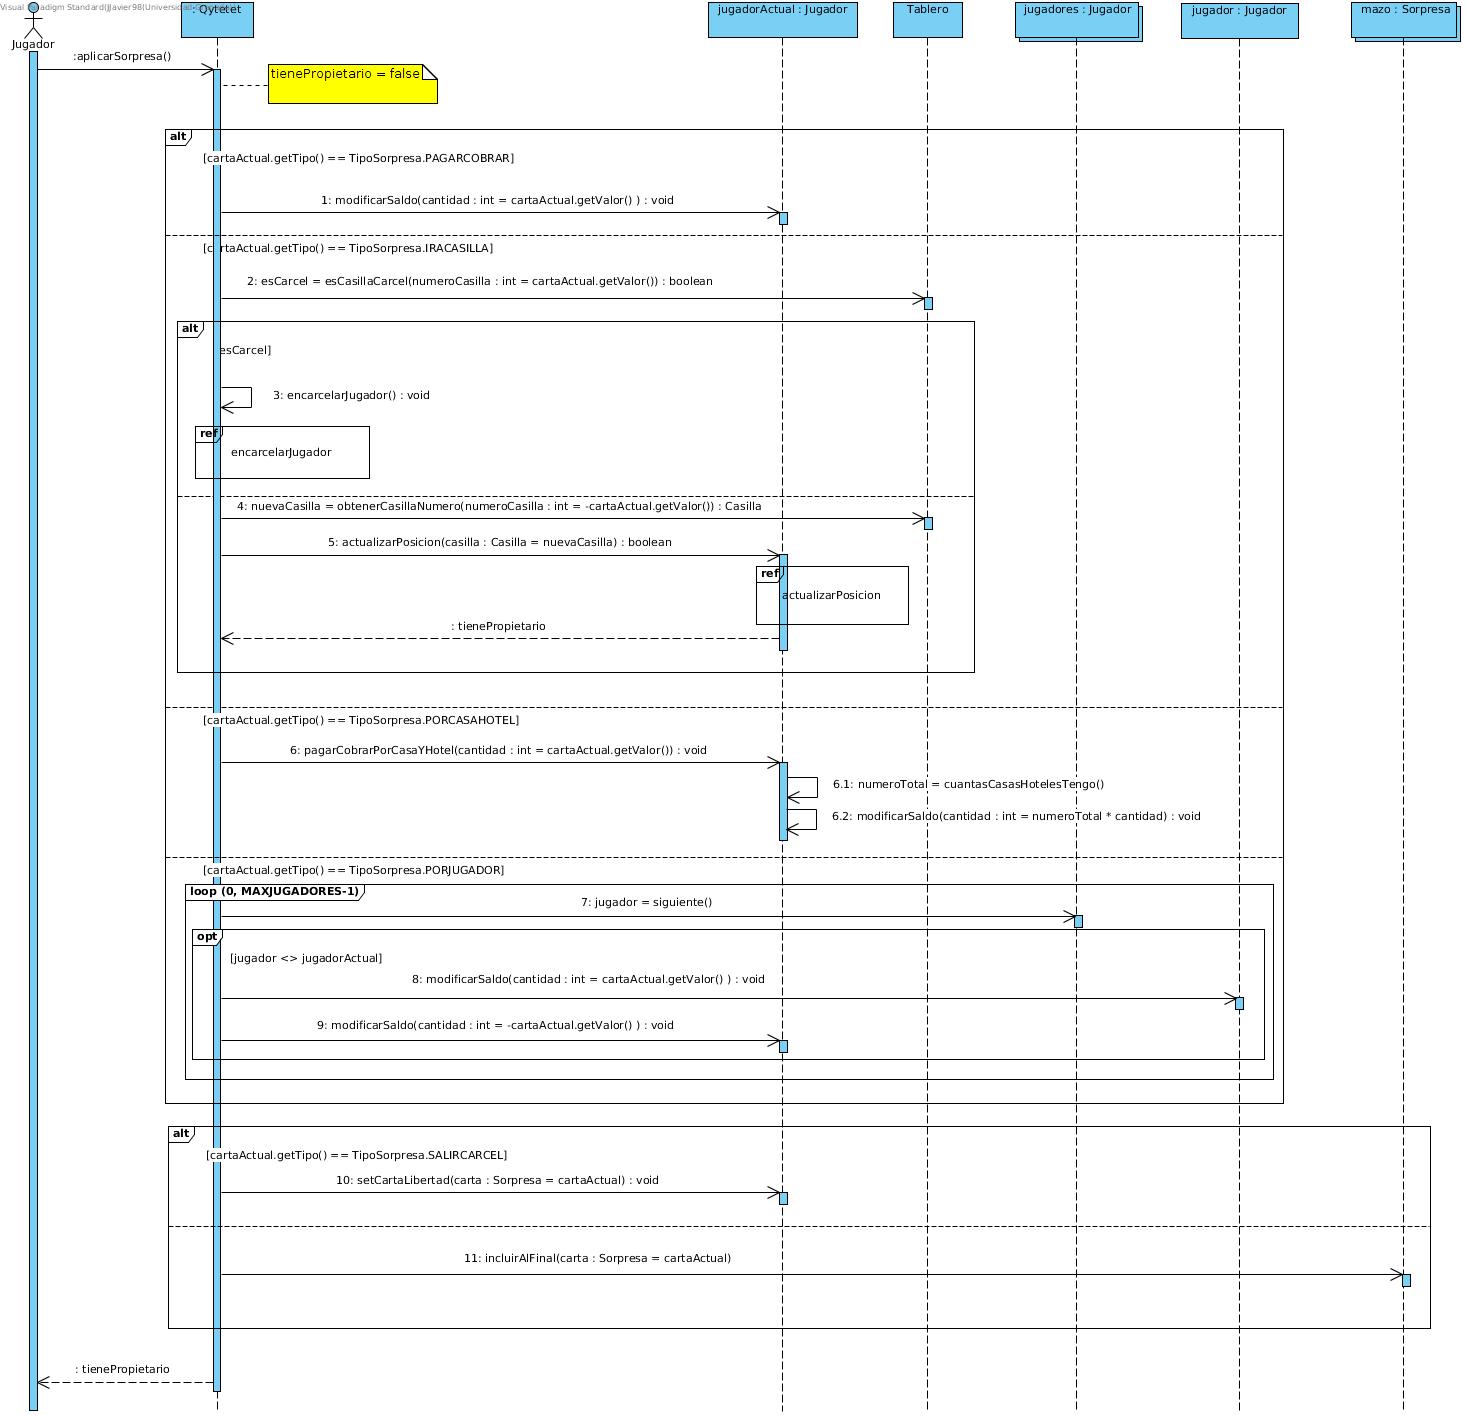 Visual Paradigm Standard(JJavier98(Universidad
: Qytetet
jugadorActual : Jugador
Tablero
jugadores : Jugador
jugador : Jugador
mazo : Sorpresa
Jugador
:aplicarSorpresa()
tienePropietario = false
alt
[cartaActual.getTipo() == TipoSorpresa.PAGARCOBRAR]
1: modificarSaldo(cantidad : int = cartaActual.getValor() ) : void
[cartaActual.getTipo() == TipoSorpresa.IRACASILLA]
2: esCarcel = esCasillaCarcel(numeroCasilla : int = cartaActual.getValor()) : boolean
alt
esCarcel]
3: encarcelarJugador() : void
ref
encarcelarJugador
4: nuevaCasilla = obtenerCasillaNumero(numeroCasilla : int = -cartaActual.getValor()) : Casilla
5: actualizarPosicion(casilla : Casilla = nuevaCasilla) : boolean
ref
actualizarPosicion
: tienePropietario
[cartaActual.getTipo() == TipoSorpresa.PORCASAHOTEL]
6: pagarCobrarPorCasaYHotel(cantidad : int = cartaActual.getValor()) : void
6.1: numeroTotal = cuantasCasasHotelesTengo()
6.2: modificarSaldo(cantidad : int = numeroTotal * cantidad) : void
[cartaActual.getTipo() == TipoSorpresa.PORJUGADOR]
loop (0, MAXJUGADORES-1)
7: jugador = siguiente()
opt
[jugador <> jugadorActual]
8: modificarSaldo(cantidad : int = cartaActual.getValor() ) : void
9: modificarSaldo(cantidad : int = -cartaActual.getValor() ) : void
alt
[cartaActual.getTipo() == TipoSorpresa.SALIRCARCEL]
10: setCartaLibertad(carta : Sorpresa = cartaActual) : void
11: incluirAlFinal(carta : Sorpresa = cartaActual)
: tienePropietario